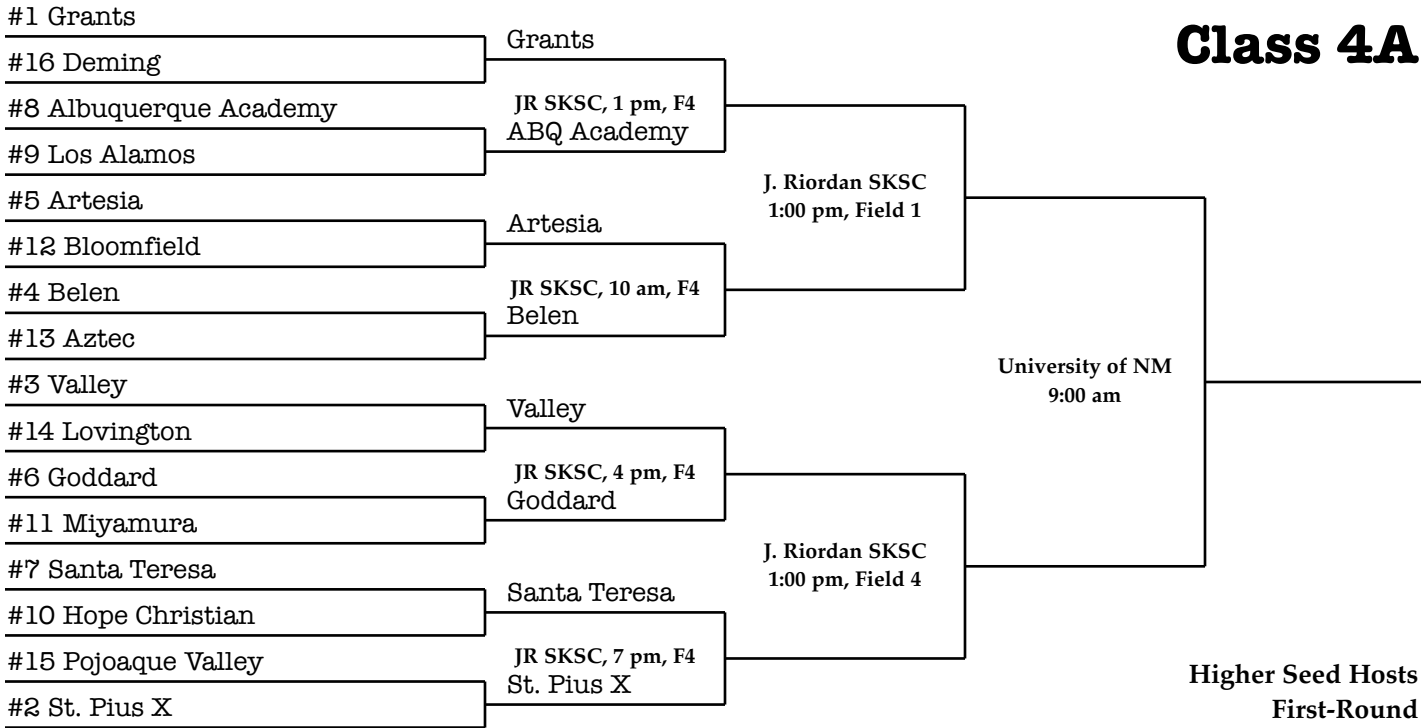 #1 Grants
#16 Deming
#8 Albuquerque Academy
#9 Los Alamos
#5 Artesia
#12 Bloomfield
#4 Belen
#13 Aztec
#3 Valley
#14 Lovington
#6 Goddard
#11 Miyamura
#7 Santa Teresa
#10 Hope Christian
#15 Pojoaque Valley
#2 St. Pius X
Grants
JR SKSC, 1 pm, F4
ABQ Academy
Artesia
JR SKSC, 10 am, F4
Belen
Valley
JR SKSC, 4 pm, F4
Goddard
Santa Teresa
JR SKSC, 7 pm, F4
St. Pius X
J. Riordan SKSC
1:00 pm, Field 1
J. Riordan SKSC
1:00 pm, Field 4
University of NM
9:00 am
Class 4A
Higher Seed Hosts
First-Round